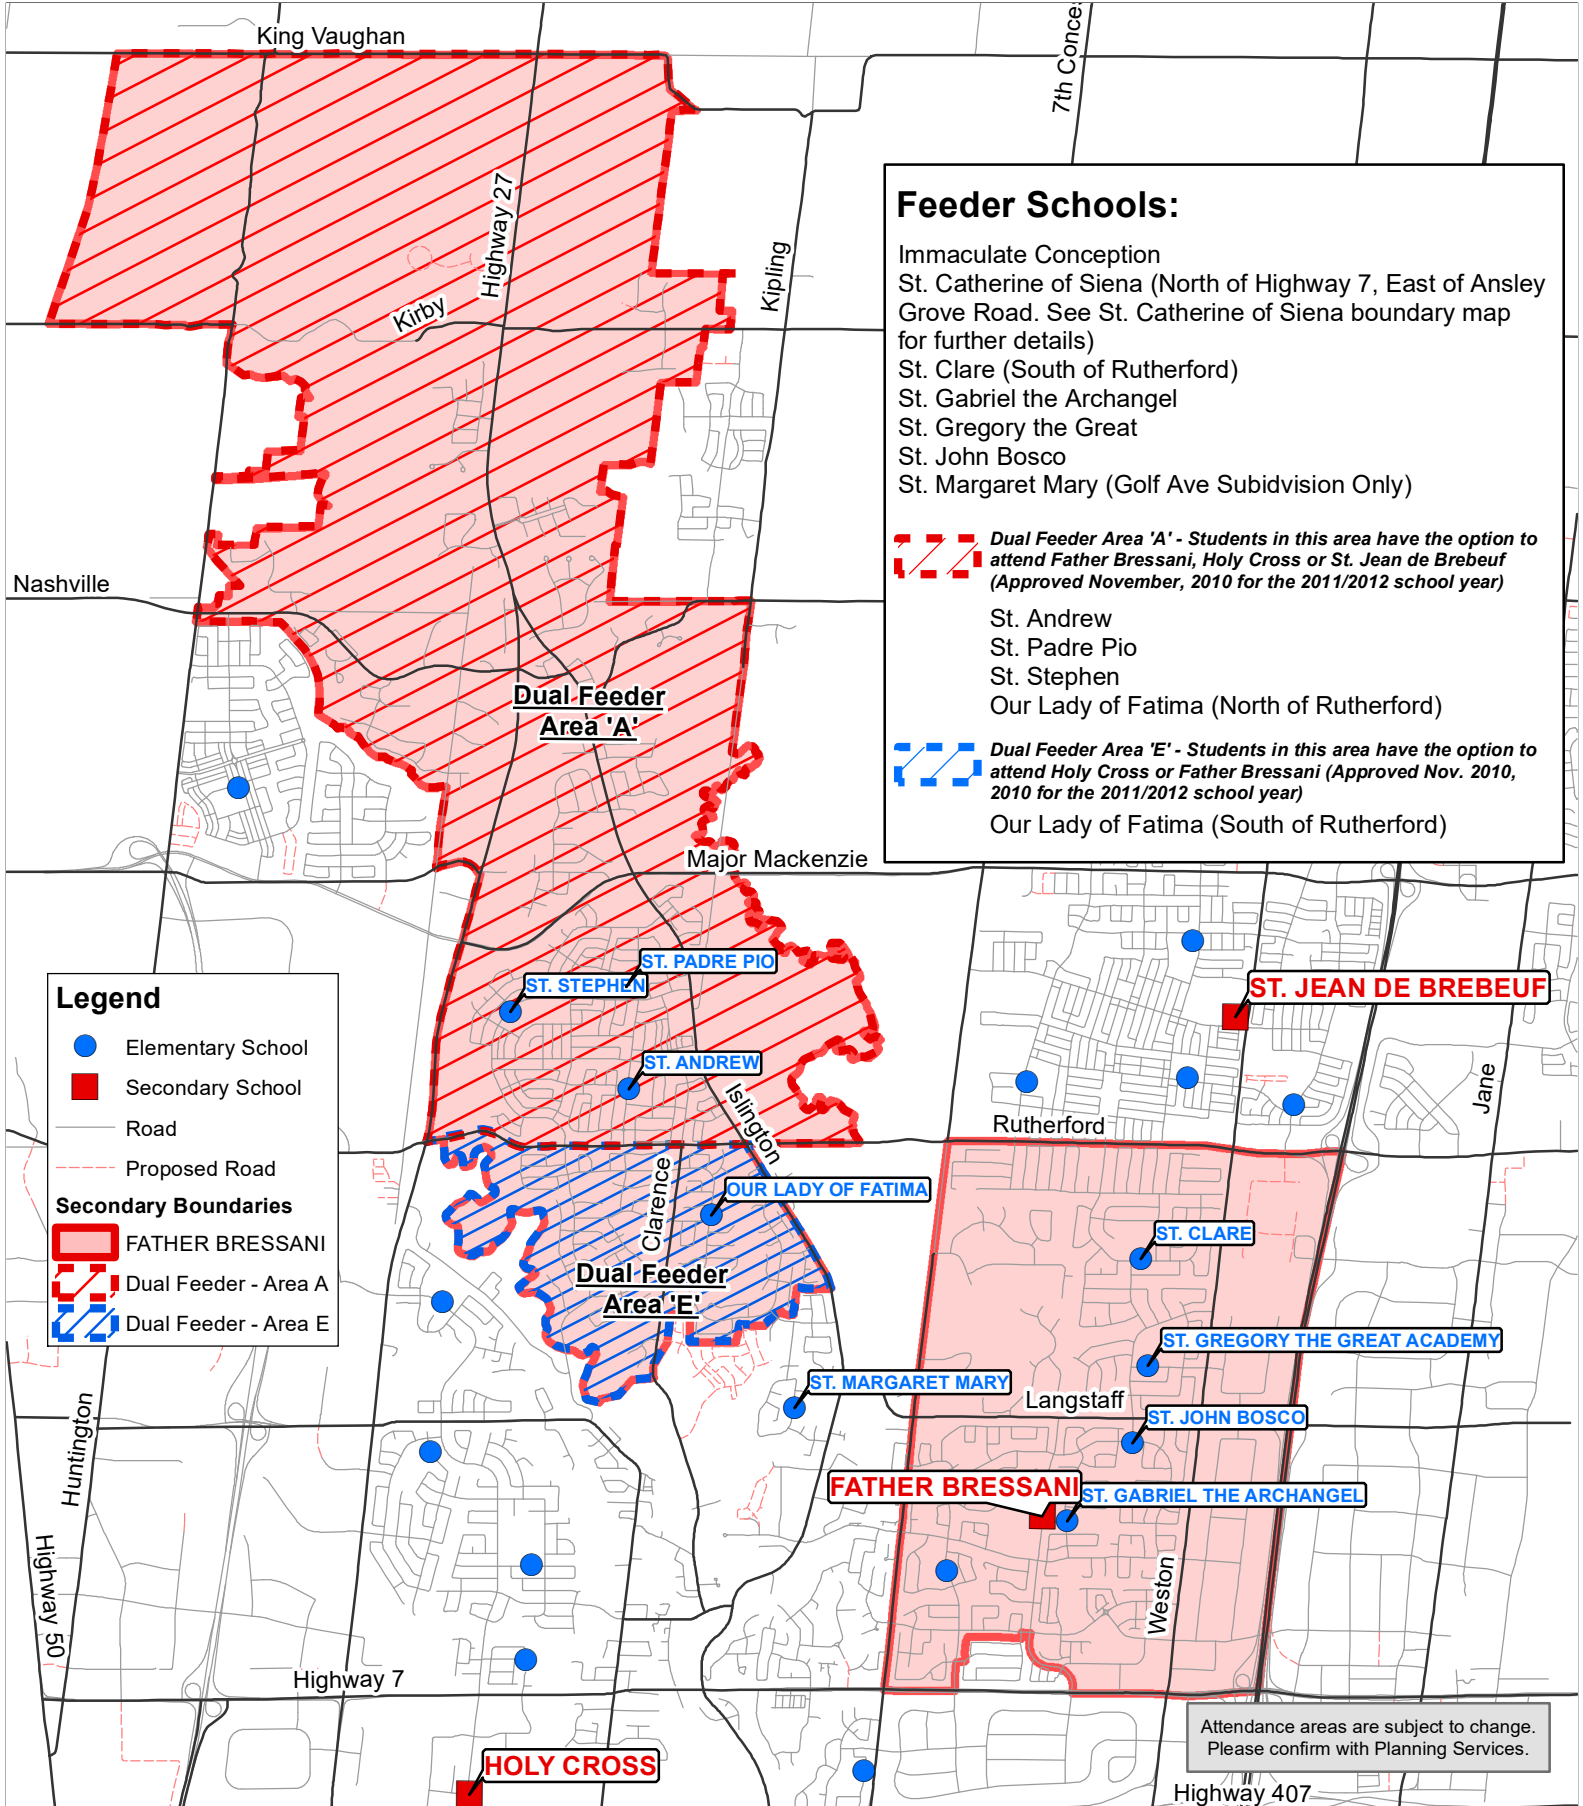 King Vaughan
7th Conces
Highway 27
Kipling
Kirby
Feeder Schools:
Immaculate Conception
St. Catherine of Siena (North of Highway 7, East of Ansley
Grove Road. See St. Catherine of Siena boundary map
for further details)
St. Clare (South of Rutherford)
St. Gabriel the Archangel
St. Gregory the Great
St. John Bosco
St. Margaret Mary (Golf Ave Subidvision Only)
Dual Feeder Area 'A' - Students in this area have the option to
attend Father Bressani, Holy Cross or St. Jean de Brebeuf
(Approved November, 2010 for the 2011/2012 school year)
St. Andrew
St. Padre Pio
St. Stephen
Our Lady of Fatima (North of Rutherford)
Dual Feeder Area 'E' - Students in this area have the option to
attend Holy Cross or Father Bressani (Approved Nov. 2010,
2010 for the 2011/2012 school year)
Our Lady of Fatima (South of Rutherford)
Nashville
Dual Feeder
Area 'A'
Major Mackenzie
ST. PADRE PIO
ST. STEPHEN
ST. JEAN DE BREBEUF
ST. ANDREW
Islington
Jane
Rutherford
Legend
Elementary School
Secondary School
Road
Proposed Road
Secondary Boundaries
FATHER BRESSANI
Dual Feeder - Area A
Dual Feeder - Area E
Clarence
OUR LADY OF FATIMA
ST. CLARE
Dual Feeder
Area 'E'
ST. GREGORY THE GREAT ACADEMY
ST. MARGARET MARY
Langstaff
ST. JOHN BOSCO
Huntington
FATHER BRESSANI
ST. GABRIEL THE ARCHANGEL
Highway 50
Weston
Highway 7
Attendance areas are subject to change.
Please confirm with Planning Services.
HOLY CROSS
Highway 407